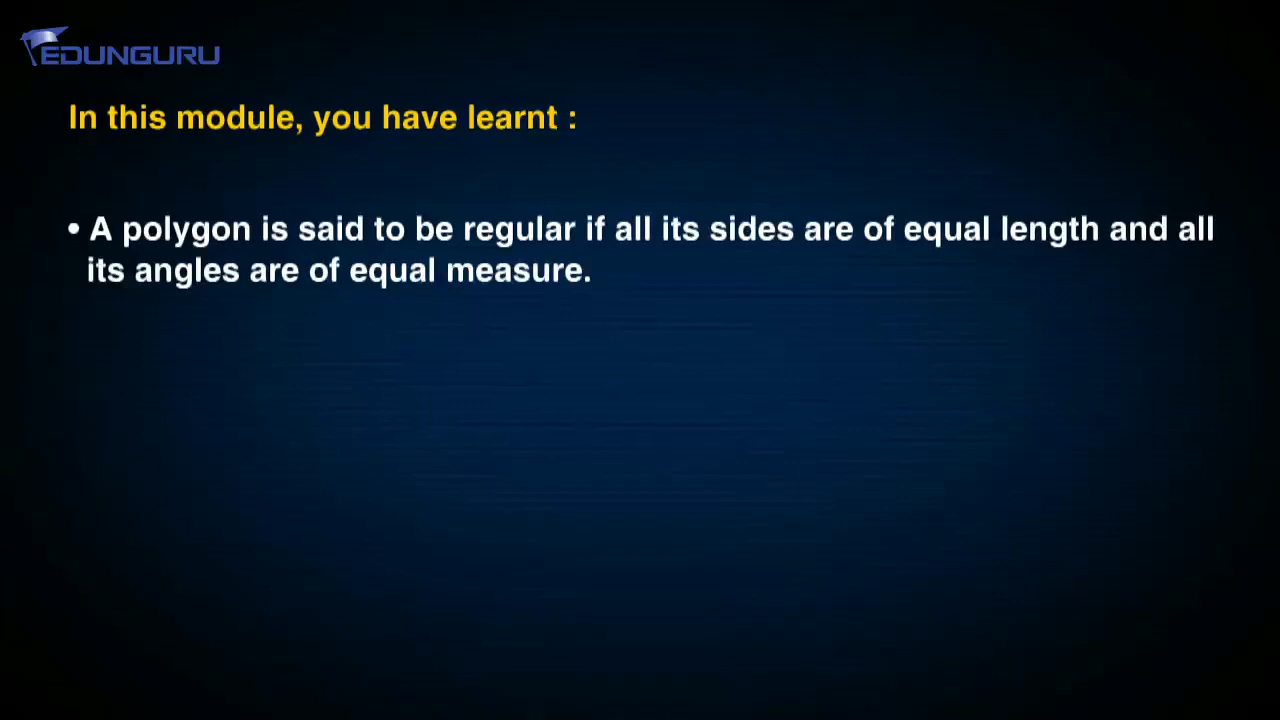 EDUNGURU
In this module, you have learnt :
• A polygon is said to be regular if all its sides are of equal length and all
its angles are of equal measure.